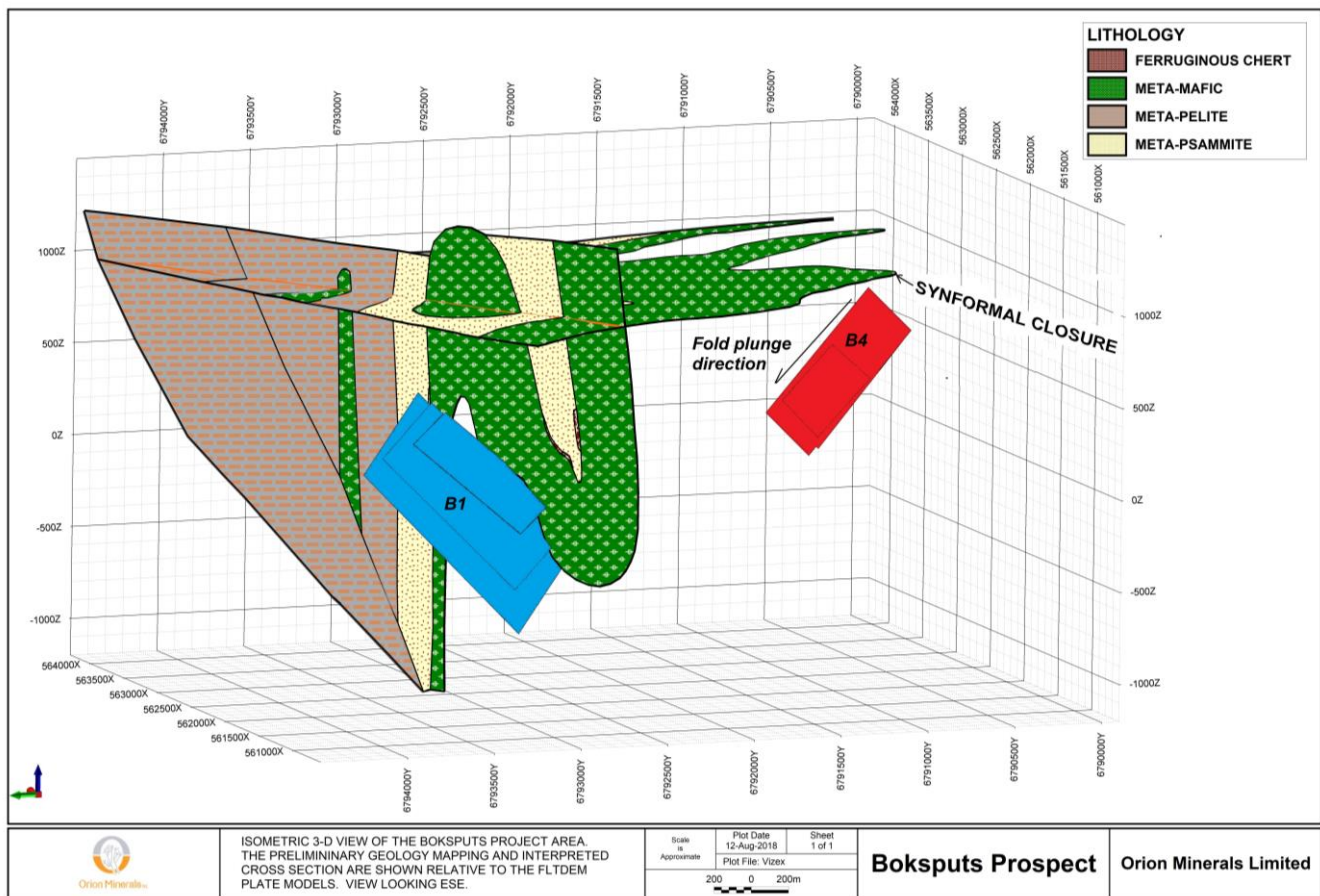 LITHOLOGY
FERRUGINOUS CHERT
META-MAFIC
META-PELITE
META-PSAMMITE
6794000Y
6793500Y
6793000Y
6792500Y
6792000Y
6791500Y
6791000Y
6790500Y
6790000Y
564000X
563500X
563000X
562500X
562000X
561500X
561000X
1000Z
500Z
0Z
-500Z
-1000Z
1000Z
500Z
0Z
-500Z
-1000Z
SYNFORMAL CLOSURE
Fold plunge
direction
B4
B1
564000X
563500X
563000X
562500X
562000X
561500X
561000X
6794000Y
6793500Y
6793000Y
6792500Y
6792000Y
6791500Y
6791000Y
6790500Y
6790000Y
Orion Minerals
ISOMETRIC 3-D VIEW OF THE BOKSPUTS PROJECT AREA.
THE PRELIMININARY GEOLOGY MAPPING AND INTERPRETED
CROSS SECTION ARE SHOWN RELATIVE TO THE FLTDEM
PLATE MODELS. VIEW LOOKING ESE.
Scale
is
Approximate
Plot Date
12-Aug-2018
Sheet
1 of 1
Plot File: Vizex
200 0 200m
Boksputs Prospect
Orion Minerals Limited